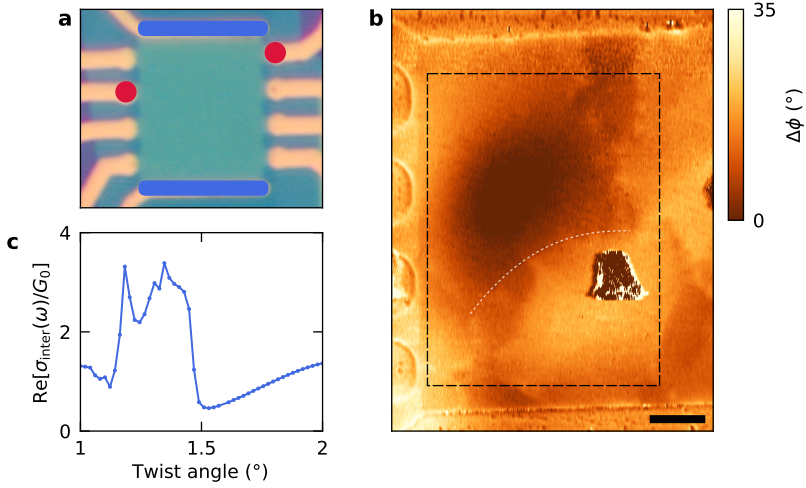 a
b
c
35
0
Δϕ (°)
4
2
0
Re[σinter(ω)/G0]
1
1.5
2
Twist angle (°)